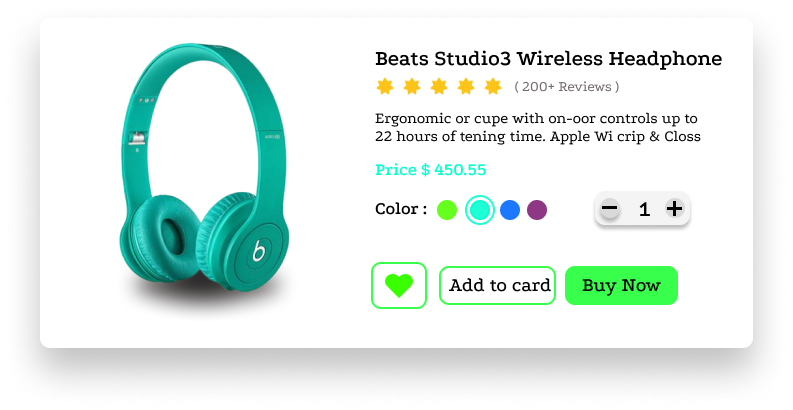 Beats Studio3 Wireless Headphone
( 200+ Reviews )
Ergonomic or cupe with on-oor controls up to
22 hours of tening time. Apple Wi crip & Closs
Price $ 450.55
Color :
1
Add to card
Buy Now
b